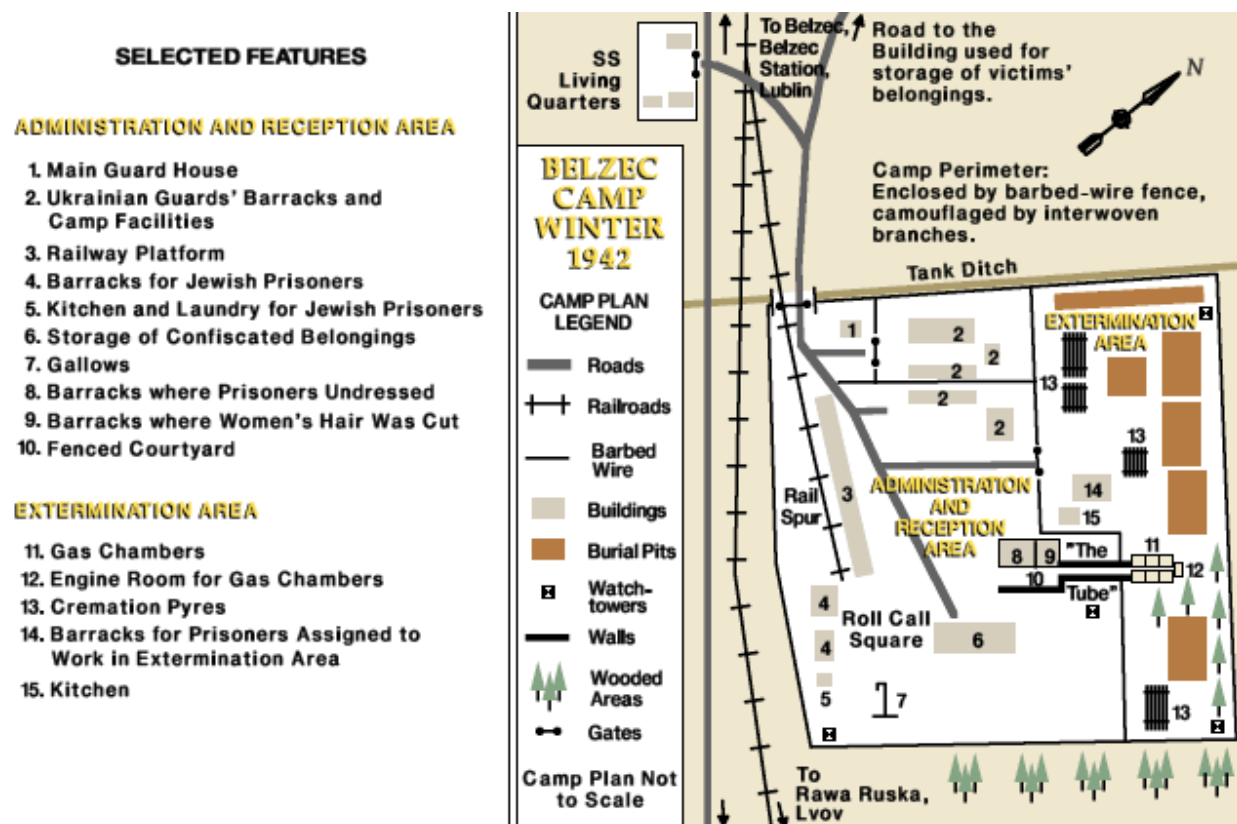 SELECTED FEATURES
ADMINISTRATION AND RECEPTION AREA
1. Main Guard House
2. Ukrainian Guards' Barracks and
Camp Facilities
3. Railway Platform
4. Barracks for Jewish Prisoners
5. Kitchen and Laundry for Jewish Prisoners
6. Storage of Confiscated Belongings
7. Gallows
8. Barracks where Prisoners Undressed
9. Barracks where Women's Hair Was Cut
10. Fenced Courtyard
EXTERMINATION AREA
11. Gas Chambers
12. Engine Room for Gas Chambers
13. Cremation Pyres
14. Barracks for Prisoners Assigned to
Work in Extermination Area
15. Kitchen
SS
Living
Quarters
BELZEC
CAMP
WINTER
1942
CAMP PLAN
LEGEND
Roads
Railroads
Barbed
Wire
Buildings
Burial Pits
Watch-
towers
Walls
Wooded
Areas
Gates
Camp Plan Not
to Scale
To Belzec,
Belzec
Station,
Lublin
Road to the
Building used for
storage of victims'
belongings.
N
Camp Perimeter:
Enclosed by barbed-wire fence,
camouflaged by interwoven
branches.
Tank Ditch
1
2
2
2
2
2
EXTERMINATION
AREA
13
13
3
Rail
Spur
ADMINISTRATION
AND
RECEPTION
AREA
14
15
8
9
"The
Tube"
10
11
12
4
4
5
Roll Call
Square
6
7
13
To
Rawa Ruska,
Lvov